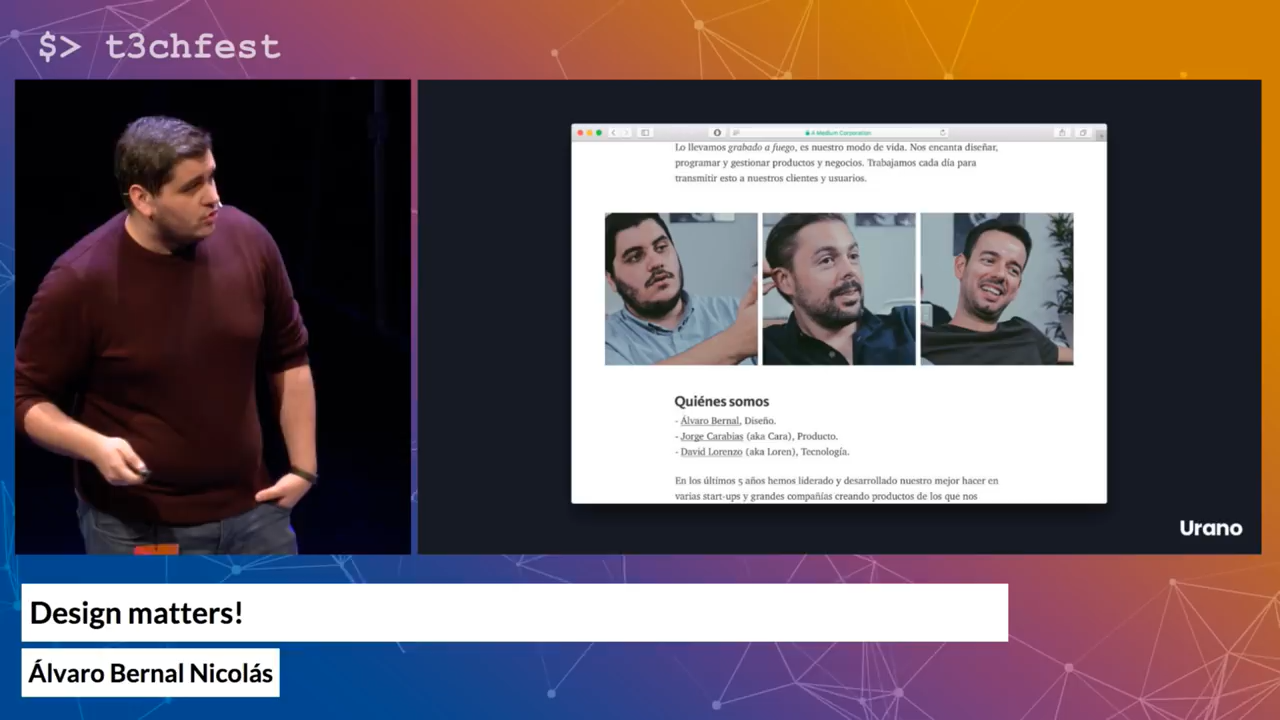 $> t3chfest
A Medium Corporation
Lo llevamos grabado a fuego, es nuestro modo de vida. Nos encanta diseñar,
programar y gestionar productos y negocios. Trabajamos cada día para
transmitir esto a nuestros clientes y usuarios.
Quiénes somos
- Álvaro Bernal, Diseño.
- Jorge Carabias (aka Cara), Producto.
- David Lorenzo (aka Loren), Tecnología.
En los últimos 5 años hemos liderado y desarrollado nuestro mejor hacer en
varias start-ups y grandes compañías creando productos de los que nos
Urano
Design matters!
Álvaro Bernal Nicolás